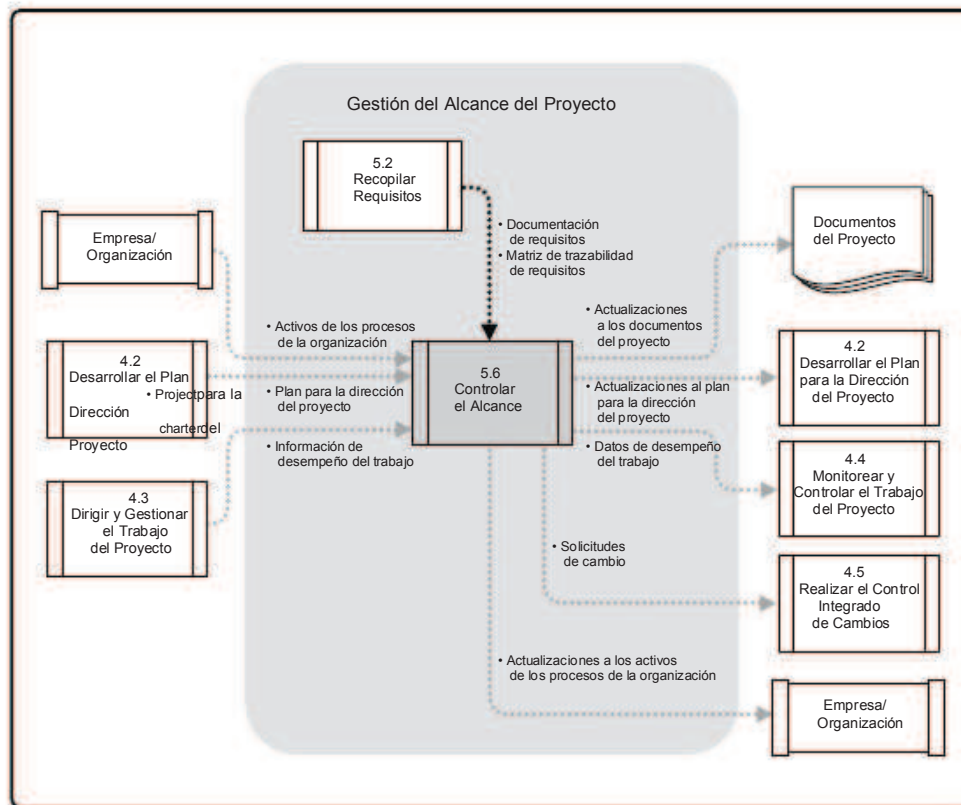 Gestión del Alcance del Proyecto
5.2
Recopilar
Requisitos
Empresa/
Organización
• Documentación
de requisitos
• Matriz de trazabilidad
de requisitos
Documentos
del Proyecto
• Activos de los procesos
de la organización
• Actualizaciones
a los documentos
del proyecto
4.2
Desarrollar el Plan
• Projectpara la
Dirección
charterdel
Proyecto
• Plan para la dirección
del proyecto
5.6
Controlar
el Alcance
• Actualizaciones al plan
para la dirección
del proyecto
4.2
Desarrollar el Plan
para la Dirección
del Proyecto
• Información de
desempeño del trabajo
• Datos de desempeño
del trabajo
4.3
Dirigir y Gestionar
el Trabajo
del Proyecto
4.4
Monitorear y
Controlar el Trabajo
del Proyecto
• Solicitudes
de cambio
4.5
Realizar el Control
Integrado
de Cambios
• Actualizaciones a los activos
de los procesos de la organización
Empresa/
Organización